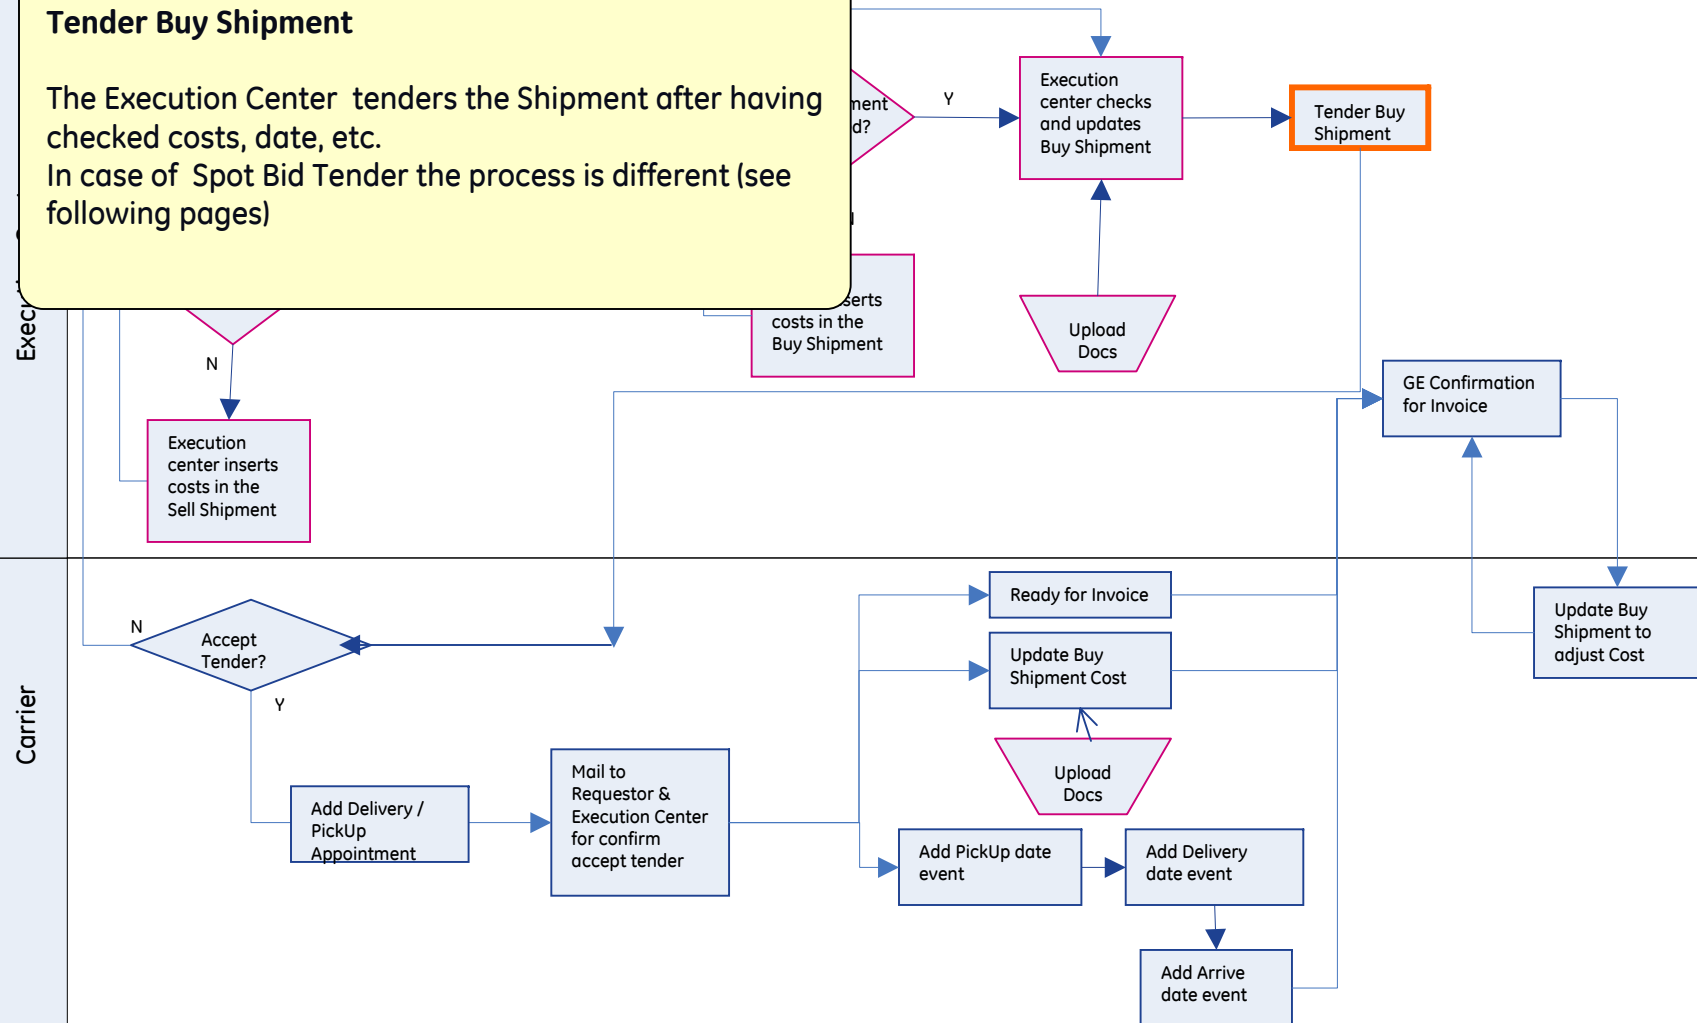 Tender Buy Shipment
The Execution Center tenders the Shipment after having
checked costs, date, etc.
In case of Spot Bid Tender the process is different (see
following pages)
Y
Execution
center checks
and updates
Buy Shipment
Tender Buy
Shipment
costs in the
Buy Shipment
Upload
Docs
N
Execution
center inserts
costs in the
Sell Shipment
GE Confirmation
for Invoice
Carrier
N
Accept
Tender?
Y
Add Delivery /
PickUp
Appointment
Mail to
Requestor &
Execution Center
for confirm
accept tender
Ready for Invoice
Update Buy
Shipment Cost
Upload
Docs
Add PickUp date
event
Add Delivery
date event
Add Arrive
date event
Update Buy
Shipment to
adjust Cost